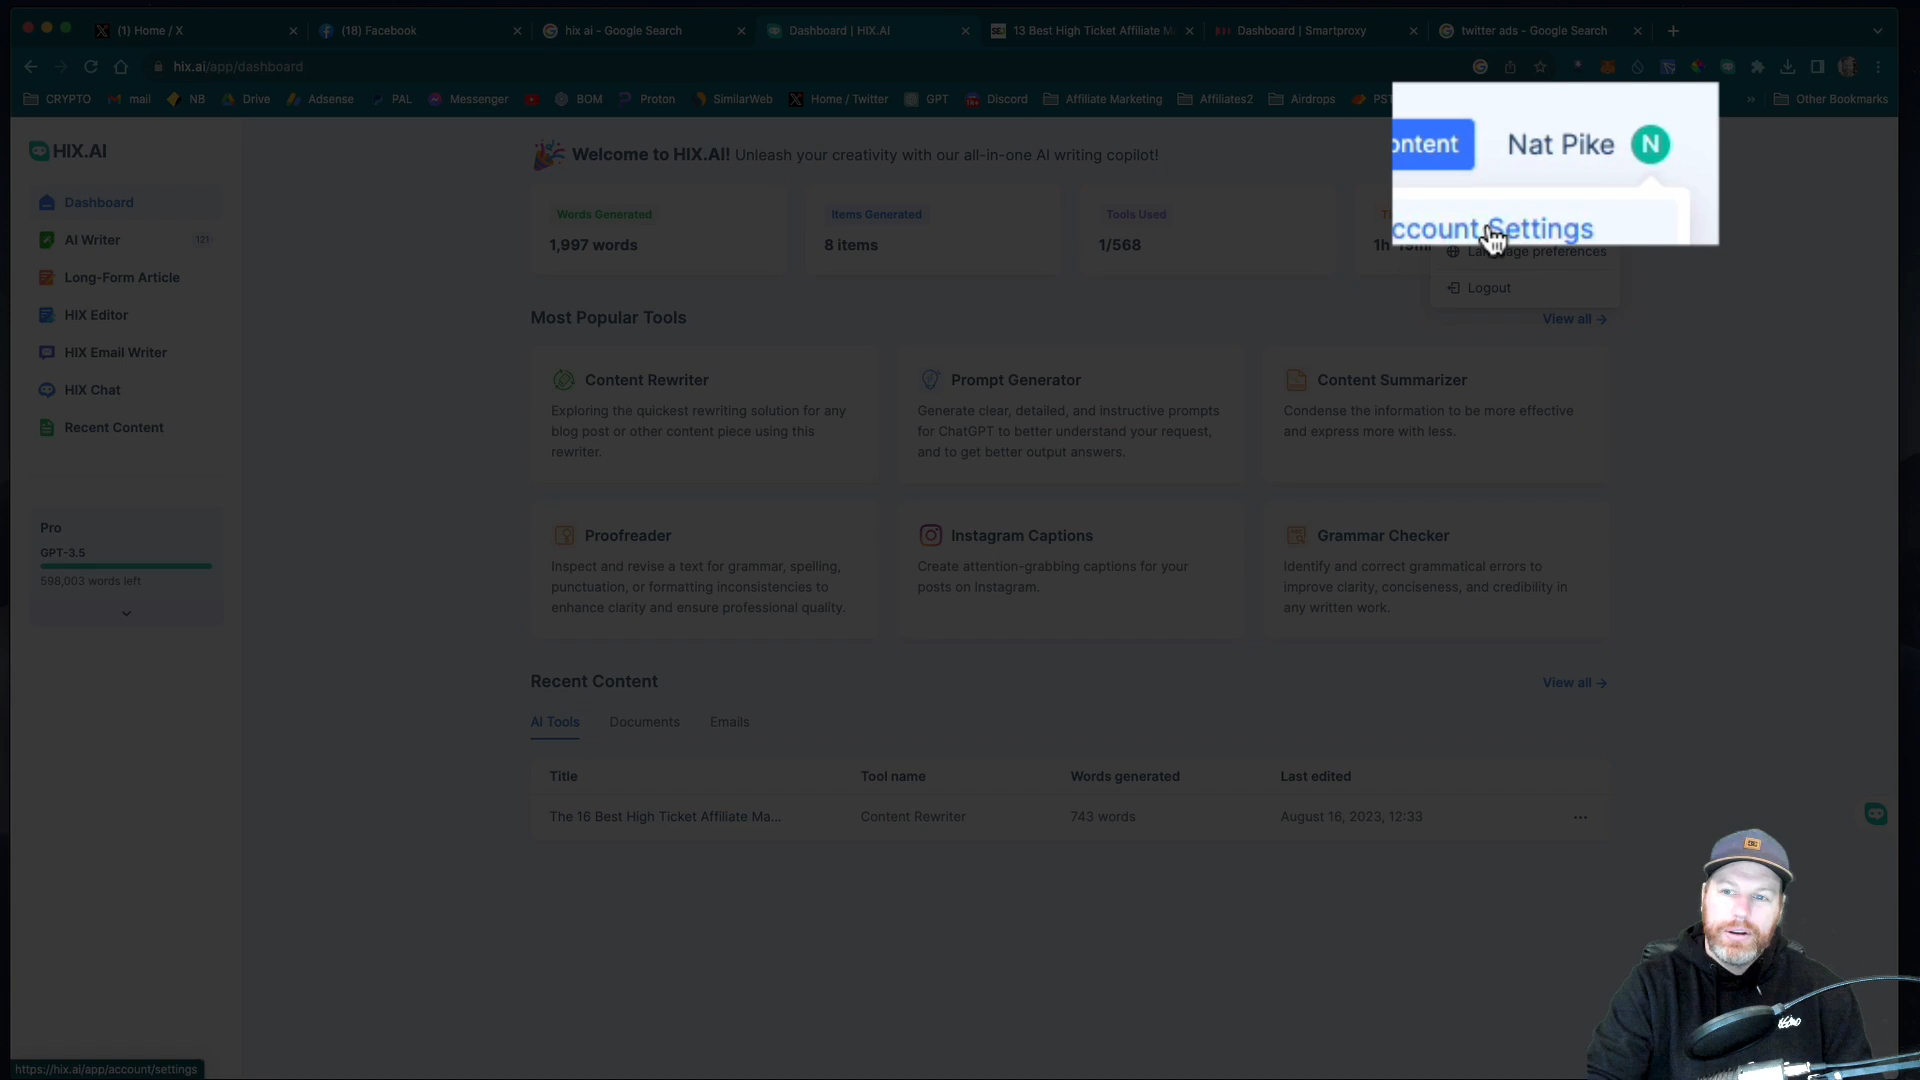 (1) Home / X
(18) Facebook
hix ai - Google Search
Dashboard | HIX.AI
13 Best High Ticket Affiliate M
Dashboard | Smartproxy
twitter ads - Google Search
hix.ai/app/dashboard
CRYPTO
mail
NB
Drive
Adsense
PAL
Messenger
BOM
Proton
SimilarWeb
Home / Twitter
GPT
Discord
Affiliate Marketing
Affiliates2
Airdrops
PST
Other Bookmarks
HIX.AI
Dashboard
AI Writer 121
Long-Form Article
HIX Editor
HIX Email Writer
HIX Chat
Recent Content
Pro
GPT-3.5
598,003 words left
Welcome to HIX.AI! Unleash your creativity with our all-in-one AI writing copilot!
ontent
Nat Pike N
ccount Settings
Language preferences
Logout
Words Generated
1,997 words
Items Generated
8 items
Tools Used
1/568
Most Popular Tools
View all →
Content Rewriter
Exploring the quickest rewriting solution for any
blog post or other content piece using this
rewriter.
Prompt Generator
Generate clear, detailed, and instructive prompts
for ChatGPT to better understand your request,
and to get better output answers.
Content Summarizer
Condense the information to be more effective
and express more with less.
Proofreader
Inspect and revise a text for grammar, spelling,
punctuation, or formatting inconsistencies to
enhance clarity and ensure professional quality.
Instagram Captions
Create attention-grabbing captions for your
posts on Instagram.
Grammar Checker
Identify and correct grammatical errors to
improve clarity, conciseness, and credibility in
any written work.
Recent Content
View all →
AI Tools
Documents
Emails
Title
Tool name
Words generated
Last edited
The 16 Best High Ticket Affiliate Ma...
Content Rewriter
743 words
August 16, 2023, 12:33
https://hix.ai/app/account/settings